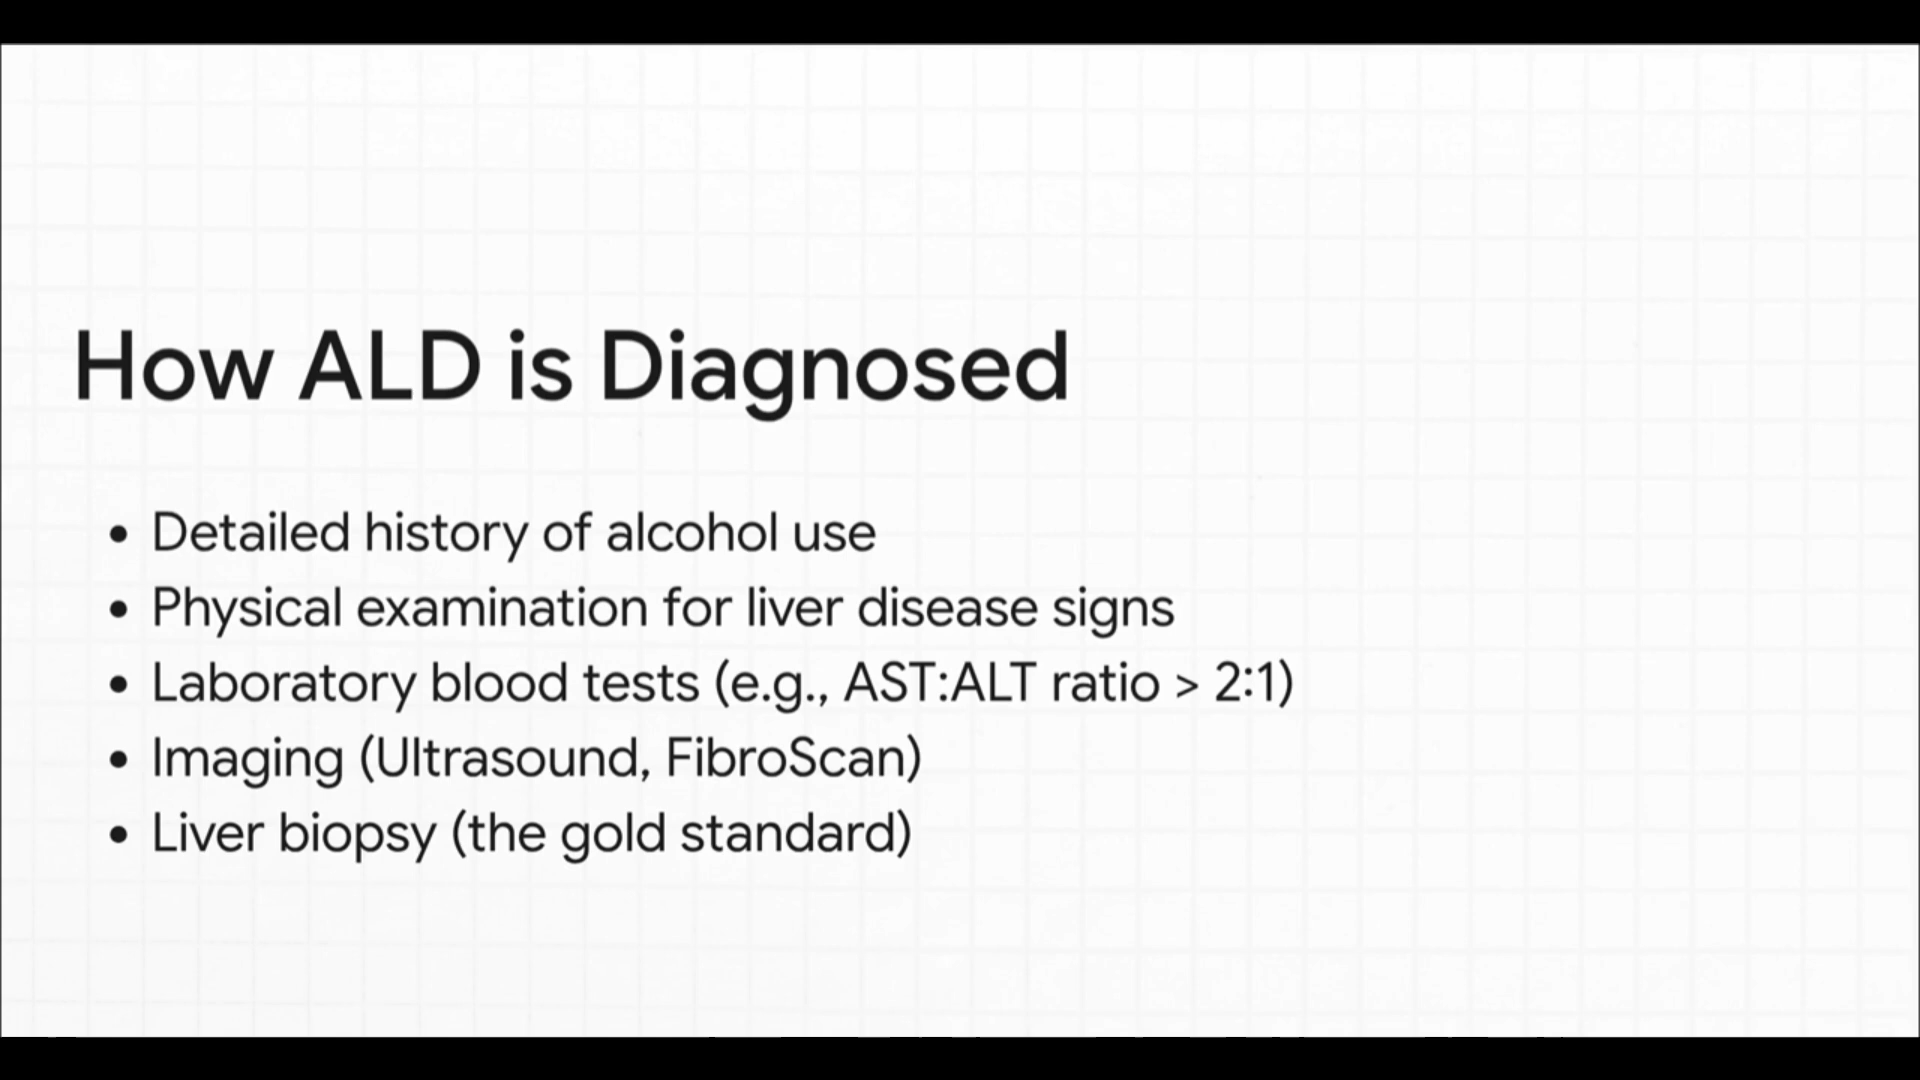 How ALD is Diagnosed
• Detailed history of alcohol use
• Physical examination for liver disease signs
• Laboratory blood tests (e.g., AST:ALT ratio > 2:1)
• Imaging (Ultrasound, FibroScan)
• Liver biopsy (the gold standard)